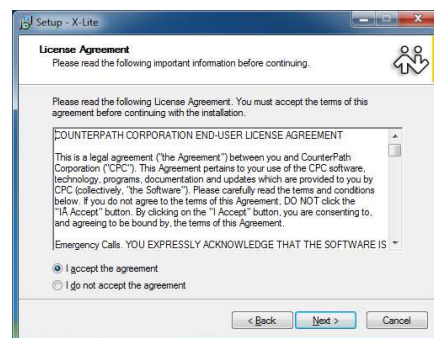 Setup - X-Lite
License Agreement
Please read the following important information before continuing.
Please read the following License Agreement. You must accept the terms of this
agreement before continuing with the installation.
COUNTERPATH CORPORATION END-USER LICENSE AGREEMENT
This is a legal agreement ("the Agreement") between you and CounterPath
Corporation ("CPC"). This Agreement pertains to your use of the CPC software,
technology, programs, documentation and updates which are provided to you by
CPC (collectively, "the Software"). Please carefully read the terms and conditions
below. If you do not agree to the terms of this Agreement, DO NOT click the
"IÂ Accept" button. By clicking on the "I Accept" button, you are consenting to,
and agreeing to be bound by, the terms of this Agreement.
Emergency Calls. YOU EXPRESSLY ACKNOWLEDGE THAT THE SOFTWARE IS
I accept the agreement
I do not accept the agreement
< Back Next > Cancel